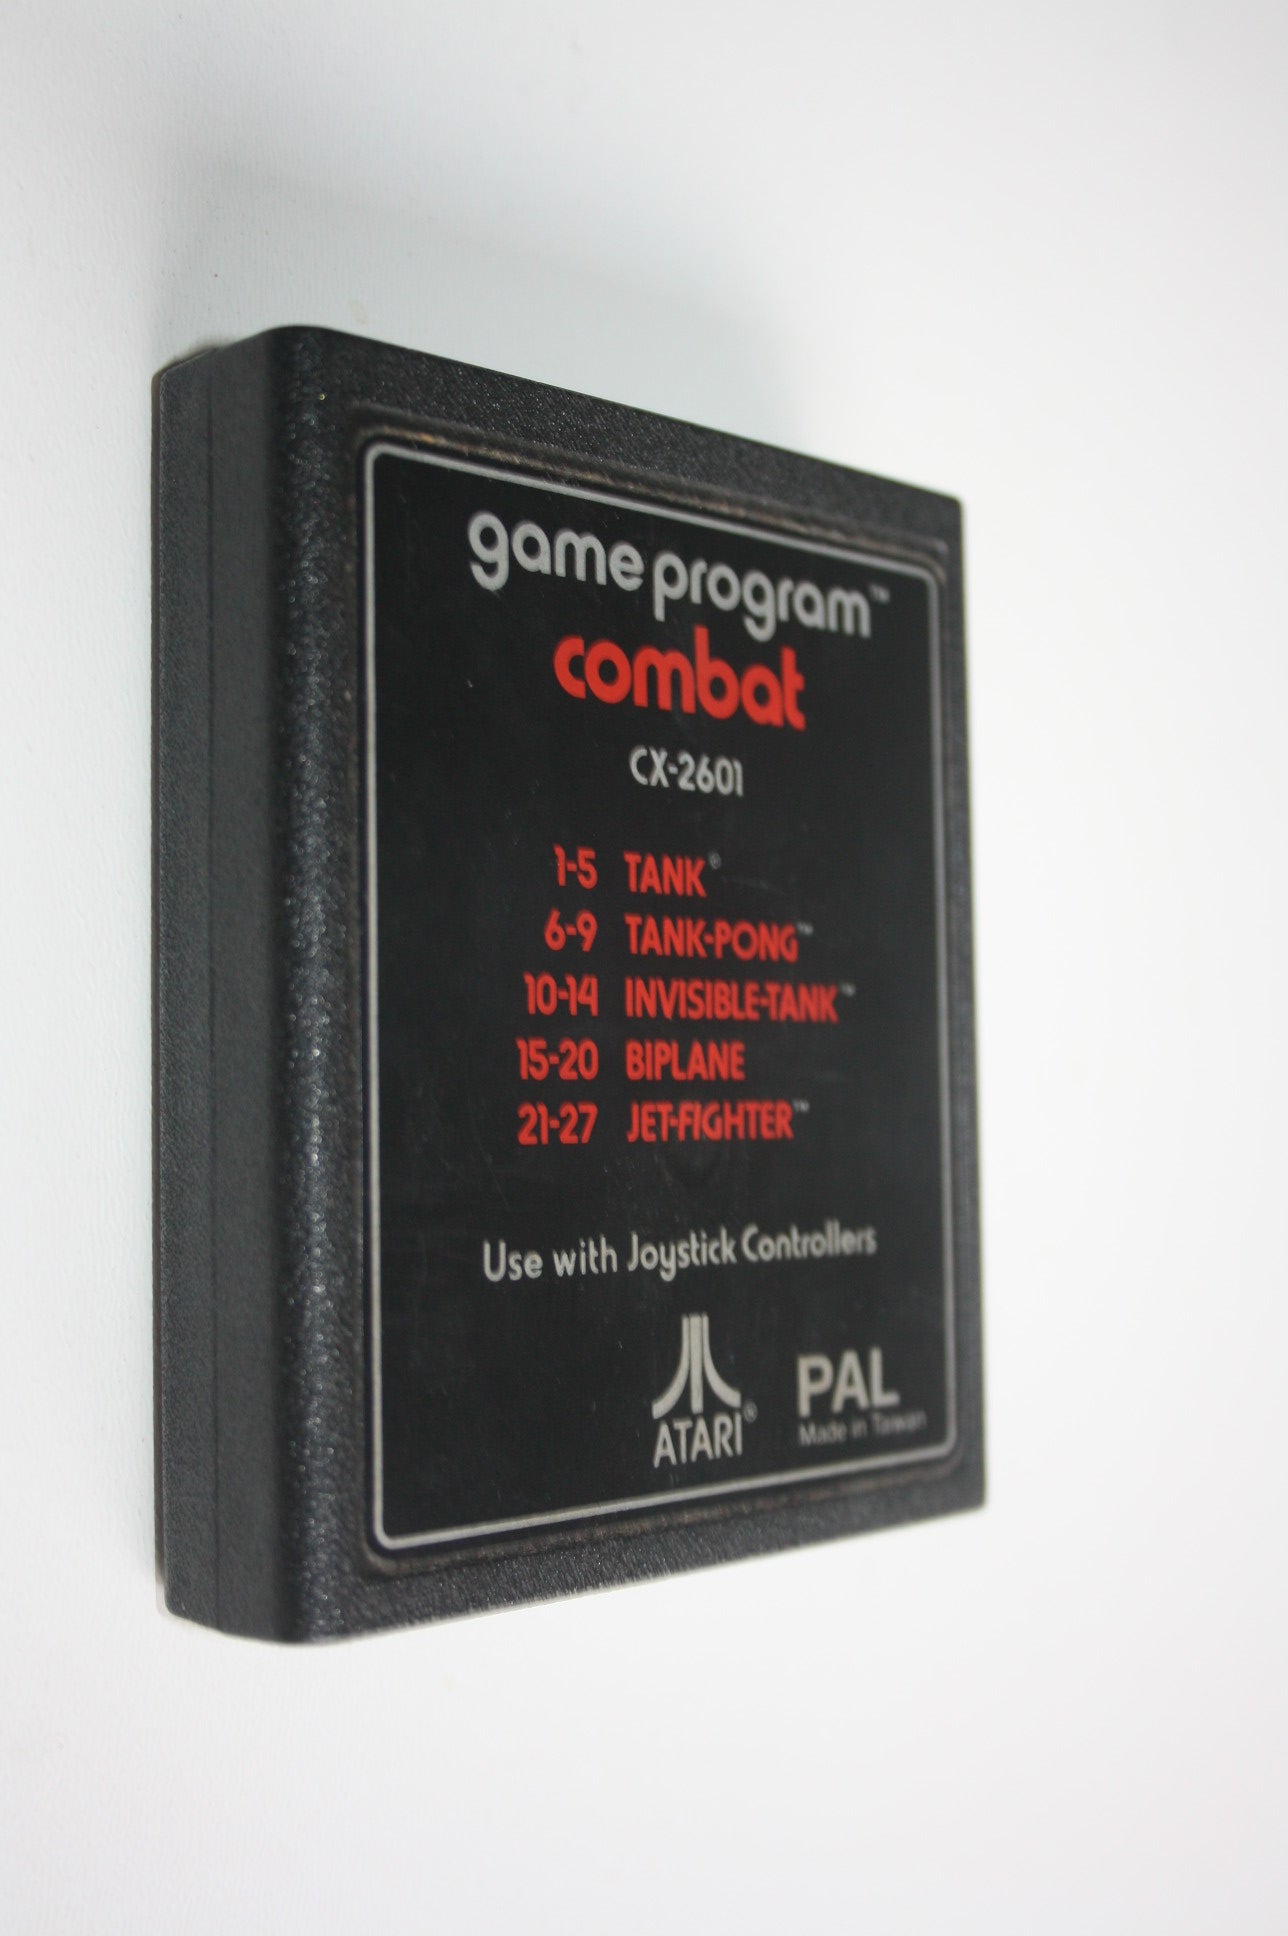 game program™
combat
CX-2601
1-5 TANK®
6-9 TANK-PONG™
10-14 INVISIBLE-TANK™
15-20 BIPLANE
21-27 JET-FIGHTER™
Use with Joystick Controllers
ATARI®
PAL
Made in Taiwan